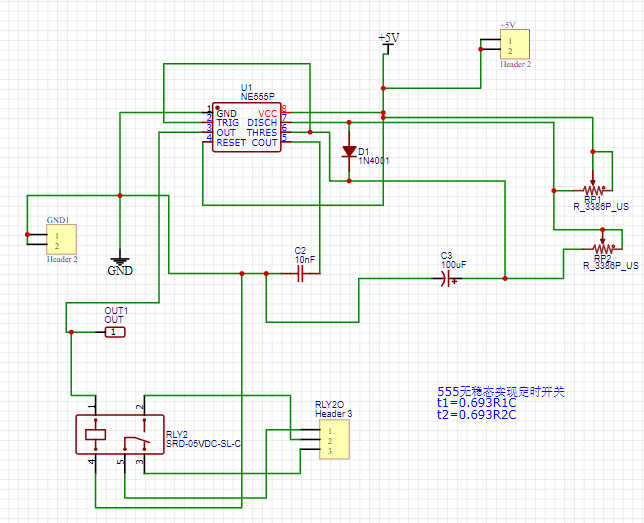 +5V
+5V
1
2
Header 2
U1
NE555P
1
GND
VCC
8
2
TRIG
DISCH
7
3
OUT
THRES
6
4
RESET
COUT
5
D1
1N4001
RP1
R_3386P_US
RP2
R_3386P_US
GND1
1
2
Header 2
GND
C2
10nF
C3
100uF
+
OUT1
OUT
1
555无稳态实现定时开关
t1=0.693R1C
t2=0.693R2C
1
2
RLY2
SRD-05VDC-SL-C
4
5
3
RLY2O
Header 3
1
2
3